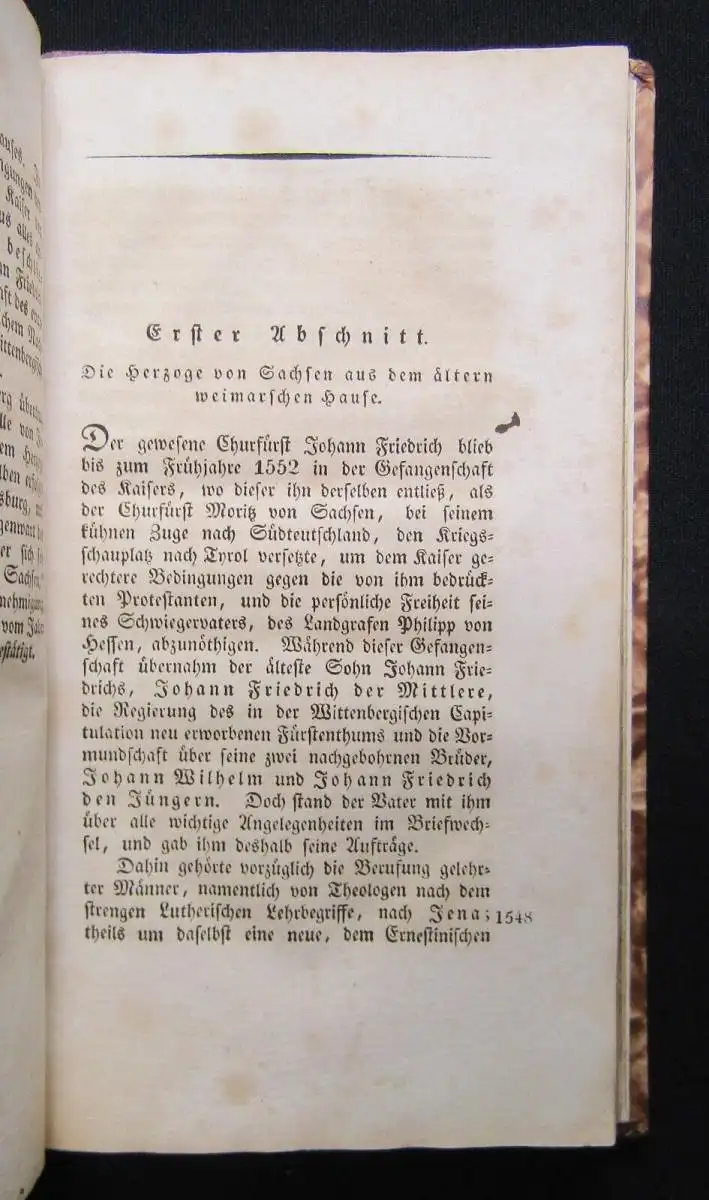 Erster Abschnitt.
Die Herzoge von Sachsen aus dem ältern
weimarschen Hause.
Der gewesene Churfürst Johann Friedrich blieb
bis zum Frühjahre 1552 in der Gefangenschaft
des Kaisers, wo dieser ihn derselben entließ, als
der Churfürst Moritz von Sachsen, bei seinem
kühnen Zuge nach Südteutschland, den Kriegs-
schauplatz nach Tyrol versetzte, um dem Kaiser ge-
rechtere Bedingungen gegen die von ihm bedrück-
ten Protestanten, und die persönliche Freiheit sei-
nes Schwiegervaters, des Landgrafen Philipp von
Hessen, abzunöthigen. Während dieser Gefangen-
schaft übernahm der älteste Sohn Johann Frie-
drichs, Johann Friedrich der Mittlere,
die Regierung des in der Wittenbergischen Capi-
tulation neu erworbenen Fürstenthums und die Vor-
mundschaft über seine zwei nachgebohrnen Brüder,
Johann Wilhelm und Johann Friedrich
den Jüngern. Doch stand der Vater mit ihm
über alle wichtige Angelegenheiten im Briefwech-
sel, und gab ihm deshalb seine Aufträge.
Dahin gehörte vorzüglich die Berufung gelehr-
ter Männer, namentlich von Theologen nach dem
strengen Lutherischen Lehrbegriffe, nach Jena; 1548
theils um daselbst eine neue, dem Ernestinischen